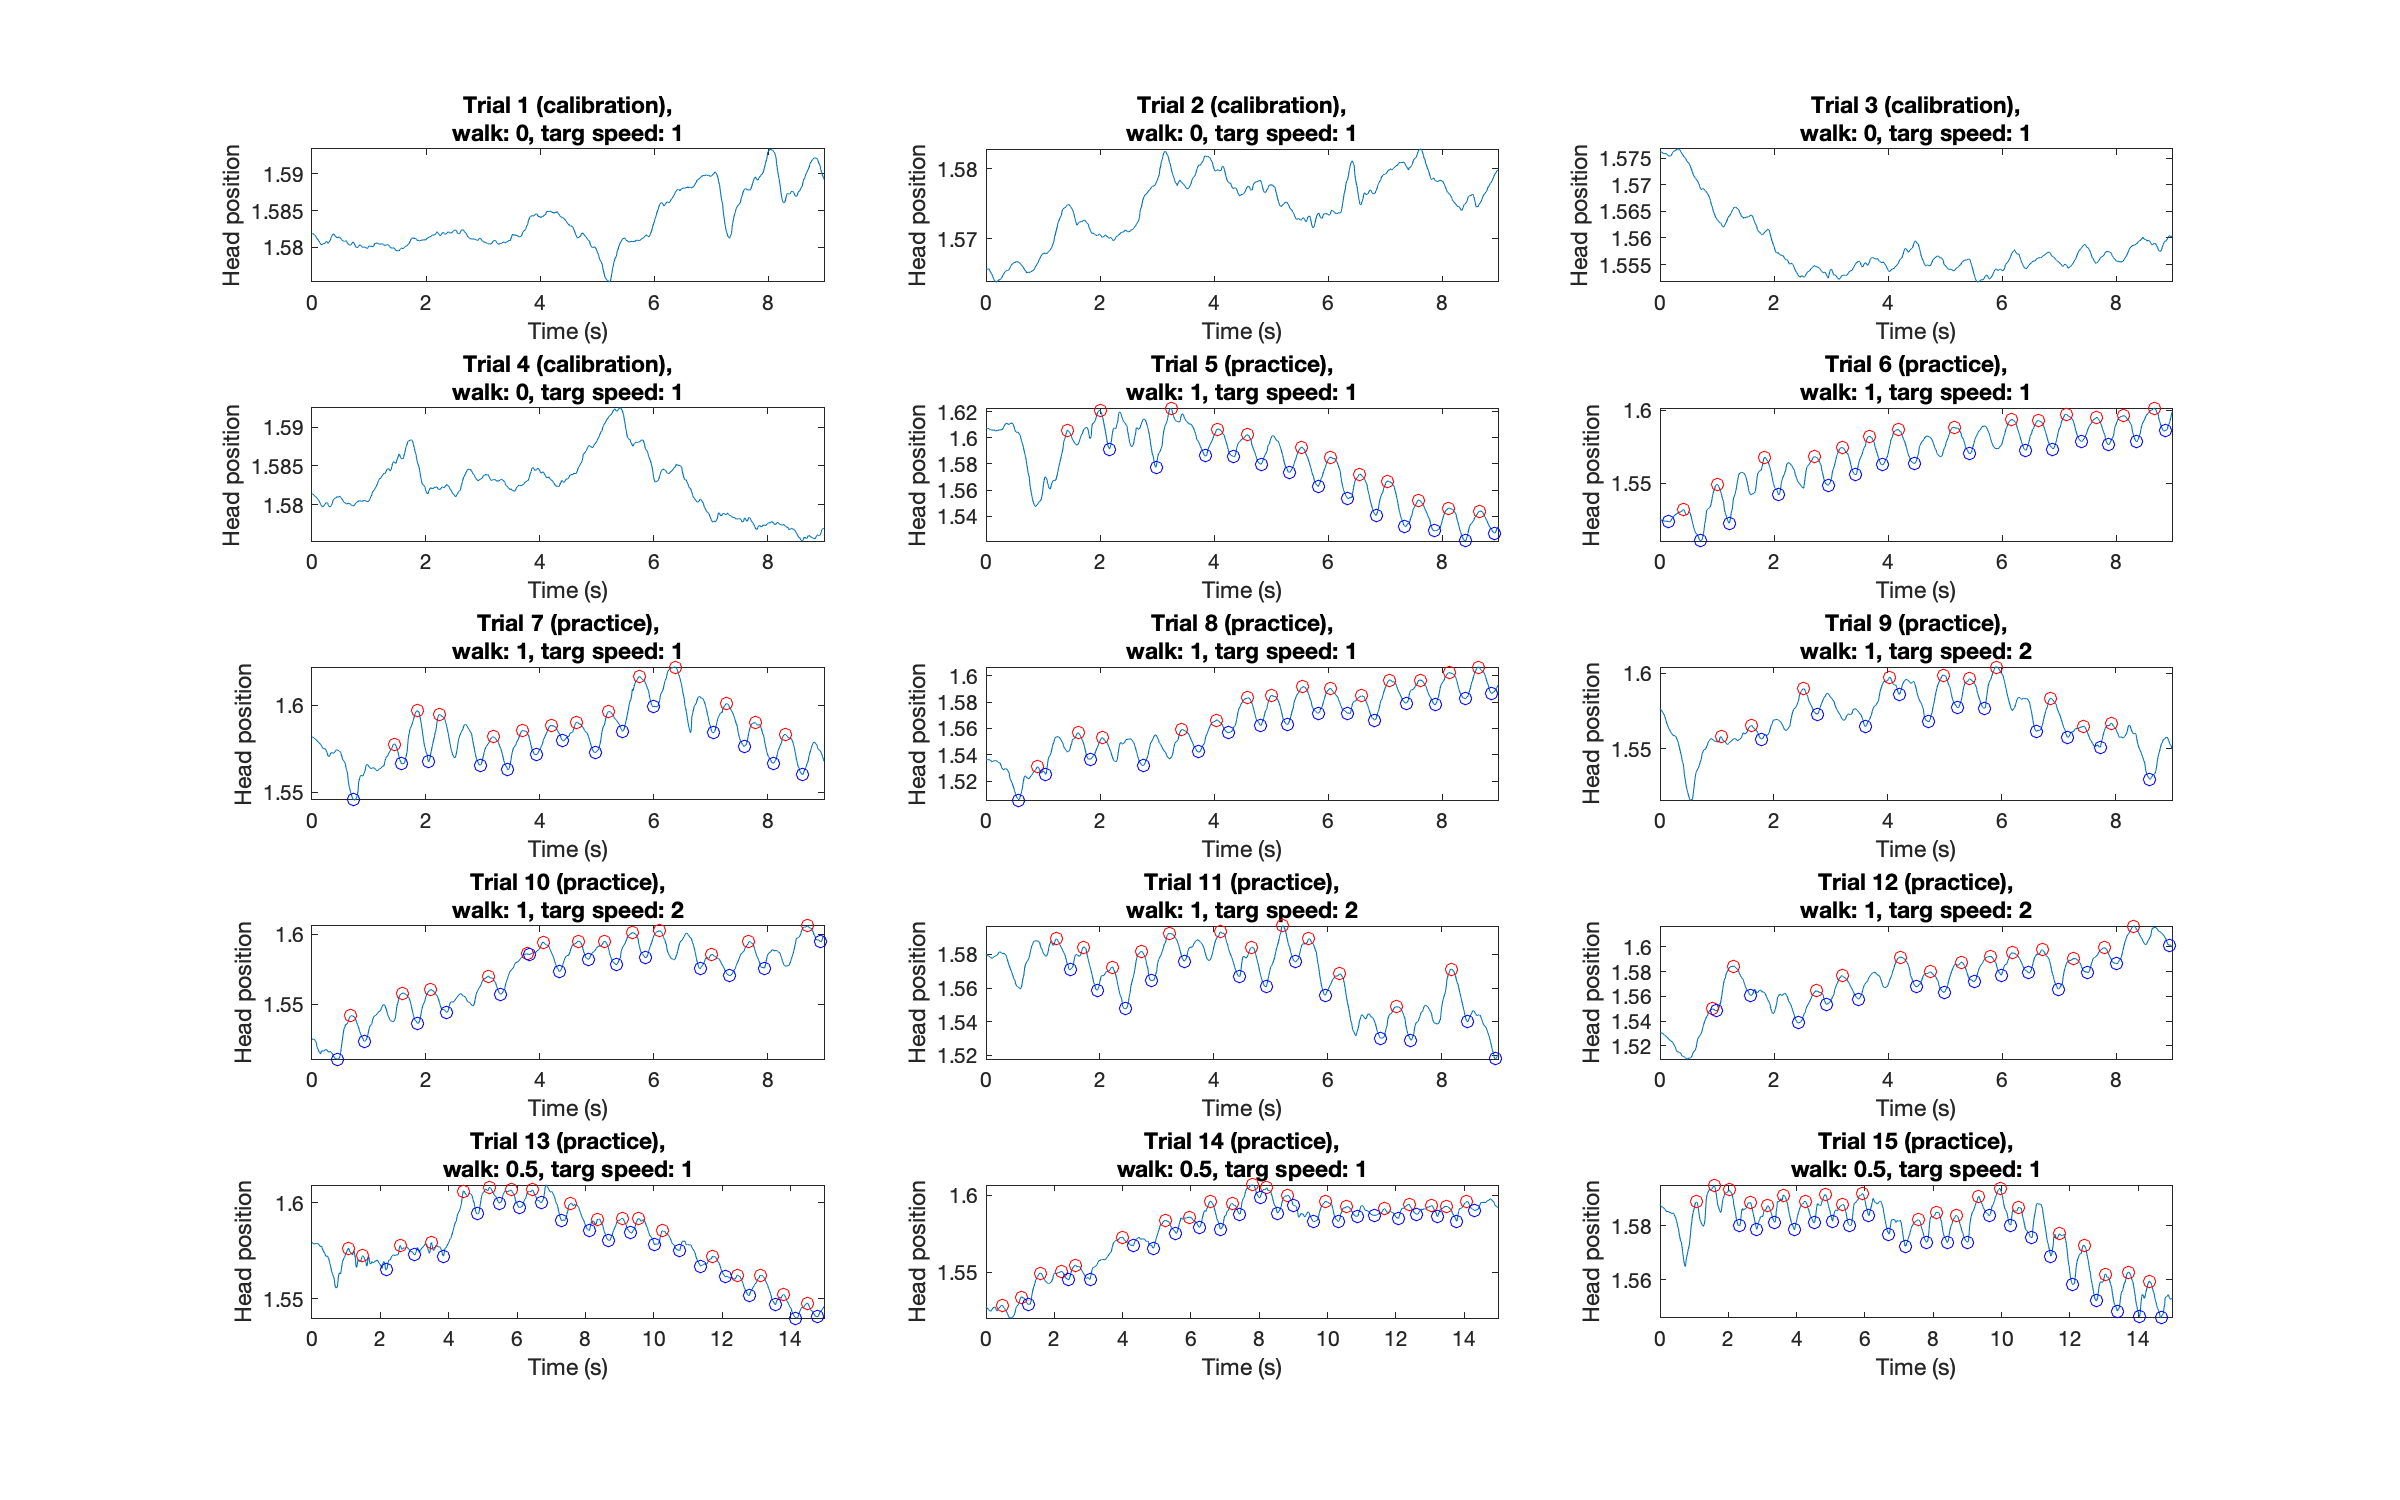 Trial 1 (calibration),
walk: 0, targ speed: 1
Head position
1.59
1.585
1.58
0 2 4 6 8
Time (s)
Trial 2 (calibration),
walk: 0, targ speed: 1
Head position
1.58
1.57
0 2 4 6 8
Time (s)
Trial 3 (calibration),
walk: 0, targ speed: 1
Head position
1.575
1.57
1.565
1.56
1.555
0 2 4 6 8
Time (s)
Trial 4 (calibration),
walk: 0, targ speed: 1
Head position
1.59
1.585
1.58
0 2 4 6 8
Time (s)
Trial 5 (practice),
walk: 1, targ speed: 1
Head position
1.62
1.6
1.58
1.56
1.54
0 2 4 6 8
Time (s)
Trial 6 (practice),
walk: 1, targ speed: 1
Head position
1.6
1.55
0 2 4 6 8
Time (s)
Trial 7 (practice),
walk: 1, targ speed: 1
Head position
1.6
1.55
0 2 4 6 8
Time (s)
Trial 8 (practice),
walk: 1, targ speed: 1
Head position
1.6
1.58
1.56
1.54
1.52
0 2 4 6 8
Time (s)
Trial 9 (practice),
walk: 1, targ speed: 2
Head position
1.6
1.55
0 2 4 6 8
Time (s)
Trial 10 (practice),
walk: 1, targ speed: 2
Head position
1.6
1.55
0 2 4 6 8
Time (s)
Trial 11 (practice),
walk: 1, targ speed: 2
Head position
1.58
1.56
1.54
1.52
0 2 4 6 8
Time (s)
Trial 12 (practice),
walk: 1, targ speed: 2
Head position
1.6
1.58
1.56
1.54
1.52
0 2 4 6 8
Time (s)
Trial 13 (practice),
walk: 0.5, targ speed: 1
Head position
1.6
1.55
0 2 4 6 8 10 12 14
Time (s)
Trial 14 (practice),
walk: 0.5, targ speed: 1
Head position
1.6
1.55
0 2 4 6 8 10 12 14
Time (s)
Trial 15 (practice),
walk: 0.5, targ speed: 1
Head position
1.58
1.56
0 2 4 6 8 10 12 14
Time (s)